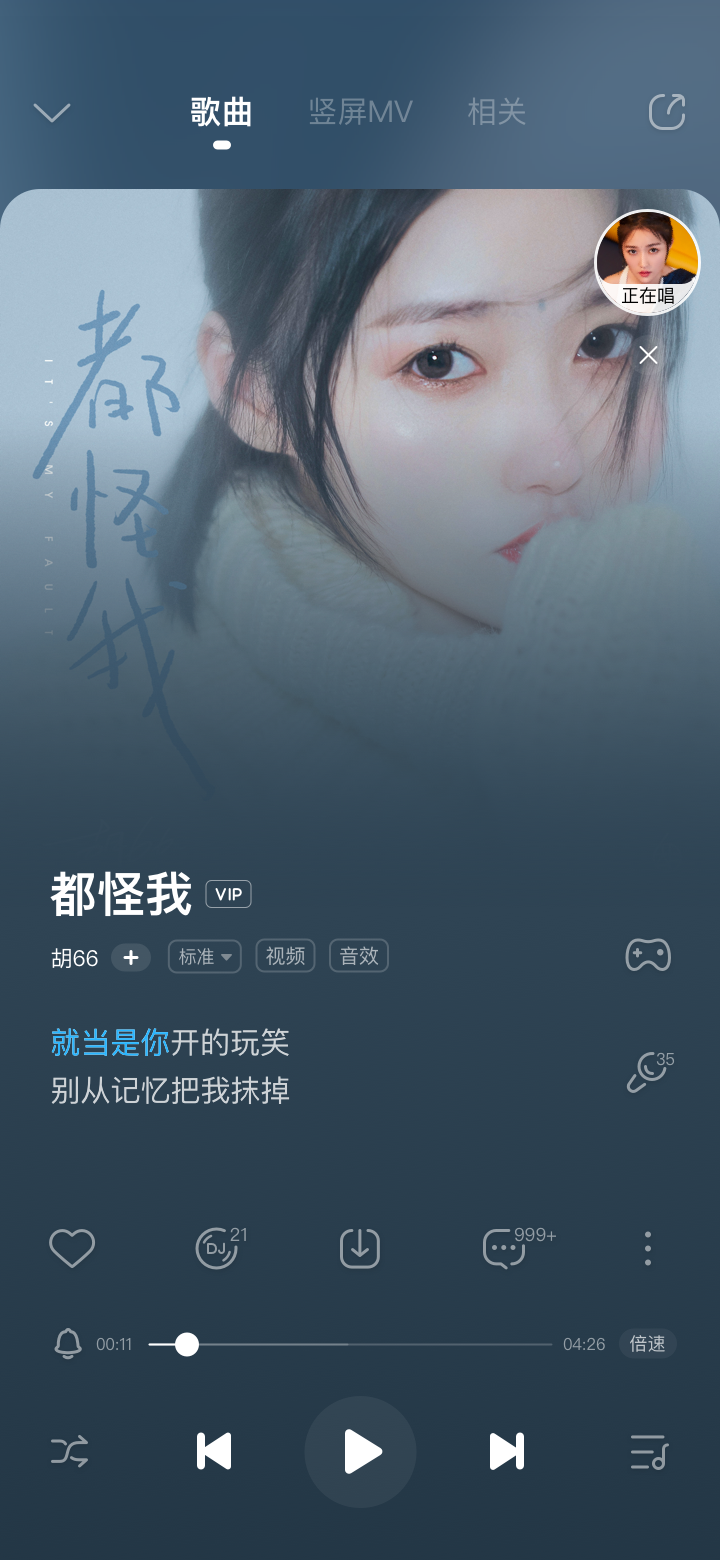 歌曲
竖屏MV
相关
正在唱
都怪我
IT'S MY FAULT
都怪我 VIP
胡66
标准
视频
音效
就当是你开的玩笑
35
别从记忆把我抹掉
DJ 21
999+
00:11
04:26
倍速